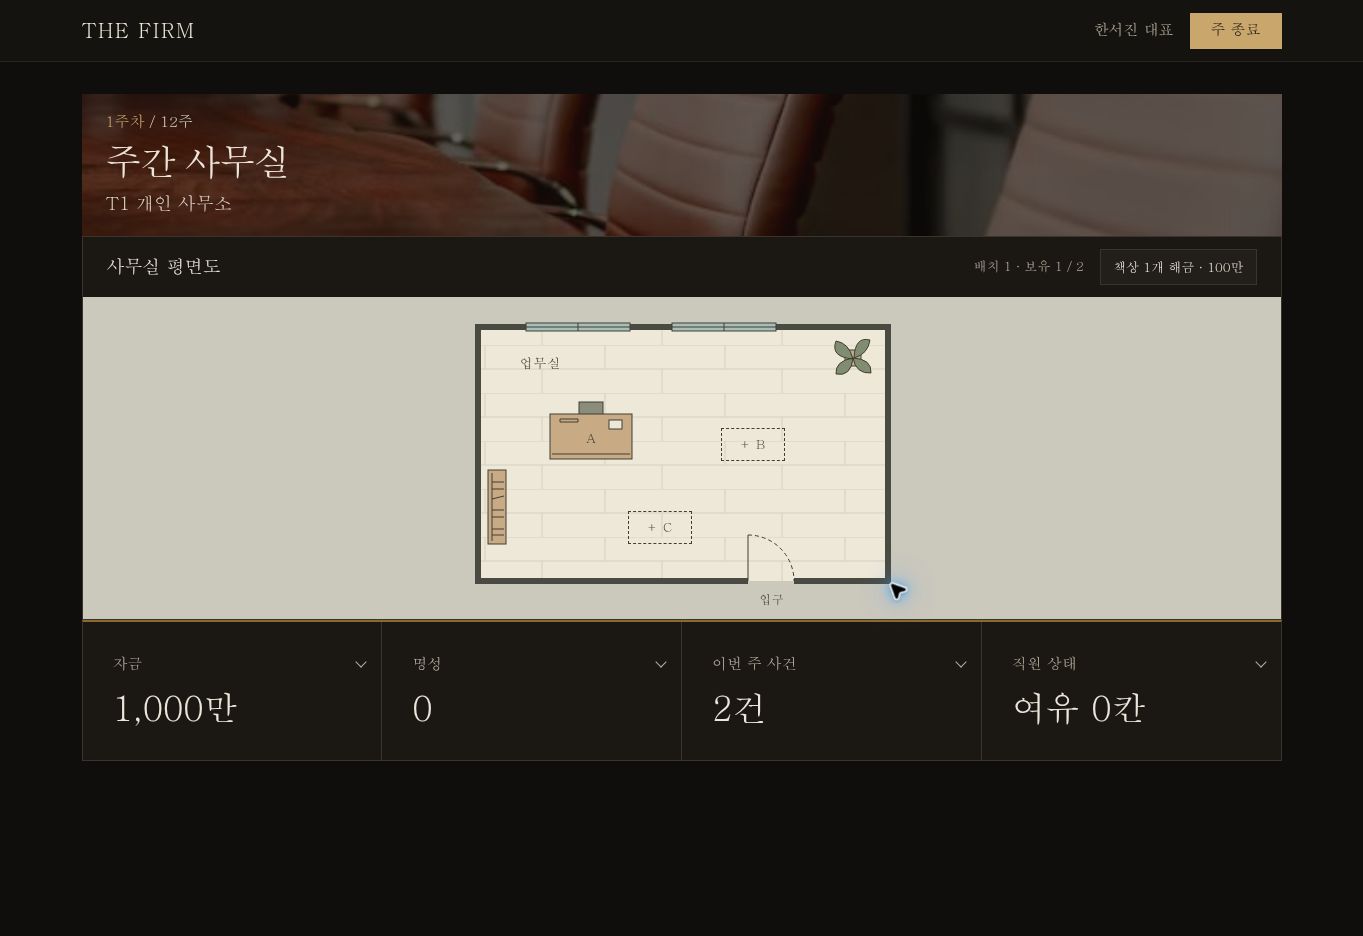 THE FIRM
한서진 대표
주 종료
1주차 / 12주
주간 사무실
T1 개인 사무소
사무실 평면도
배치 1 · 보유 1 / 2
책상 1개 해금 · 100만
업무실
A
+ B
+ C
입구
자금
1,000만
명성
0
이번 주 사건
2건
직원 상태
여유 0칸